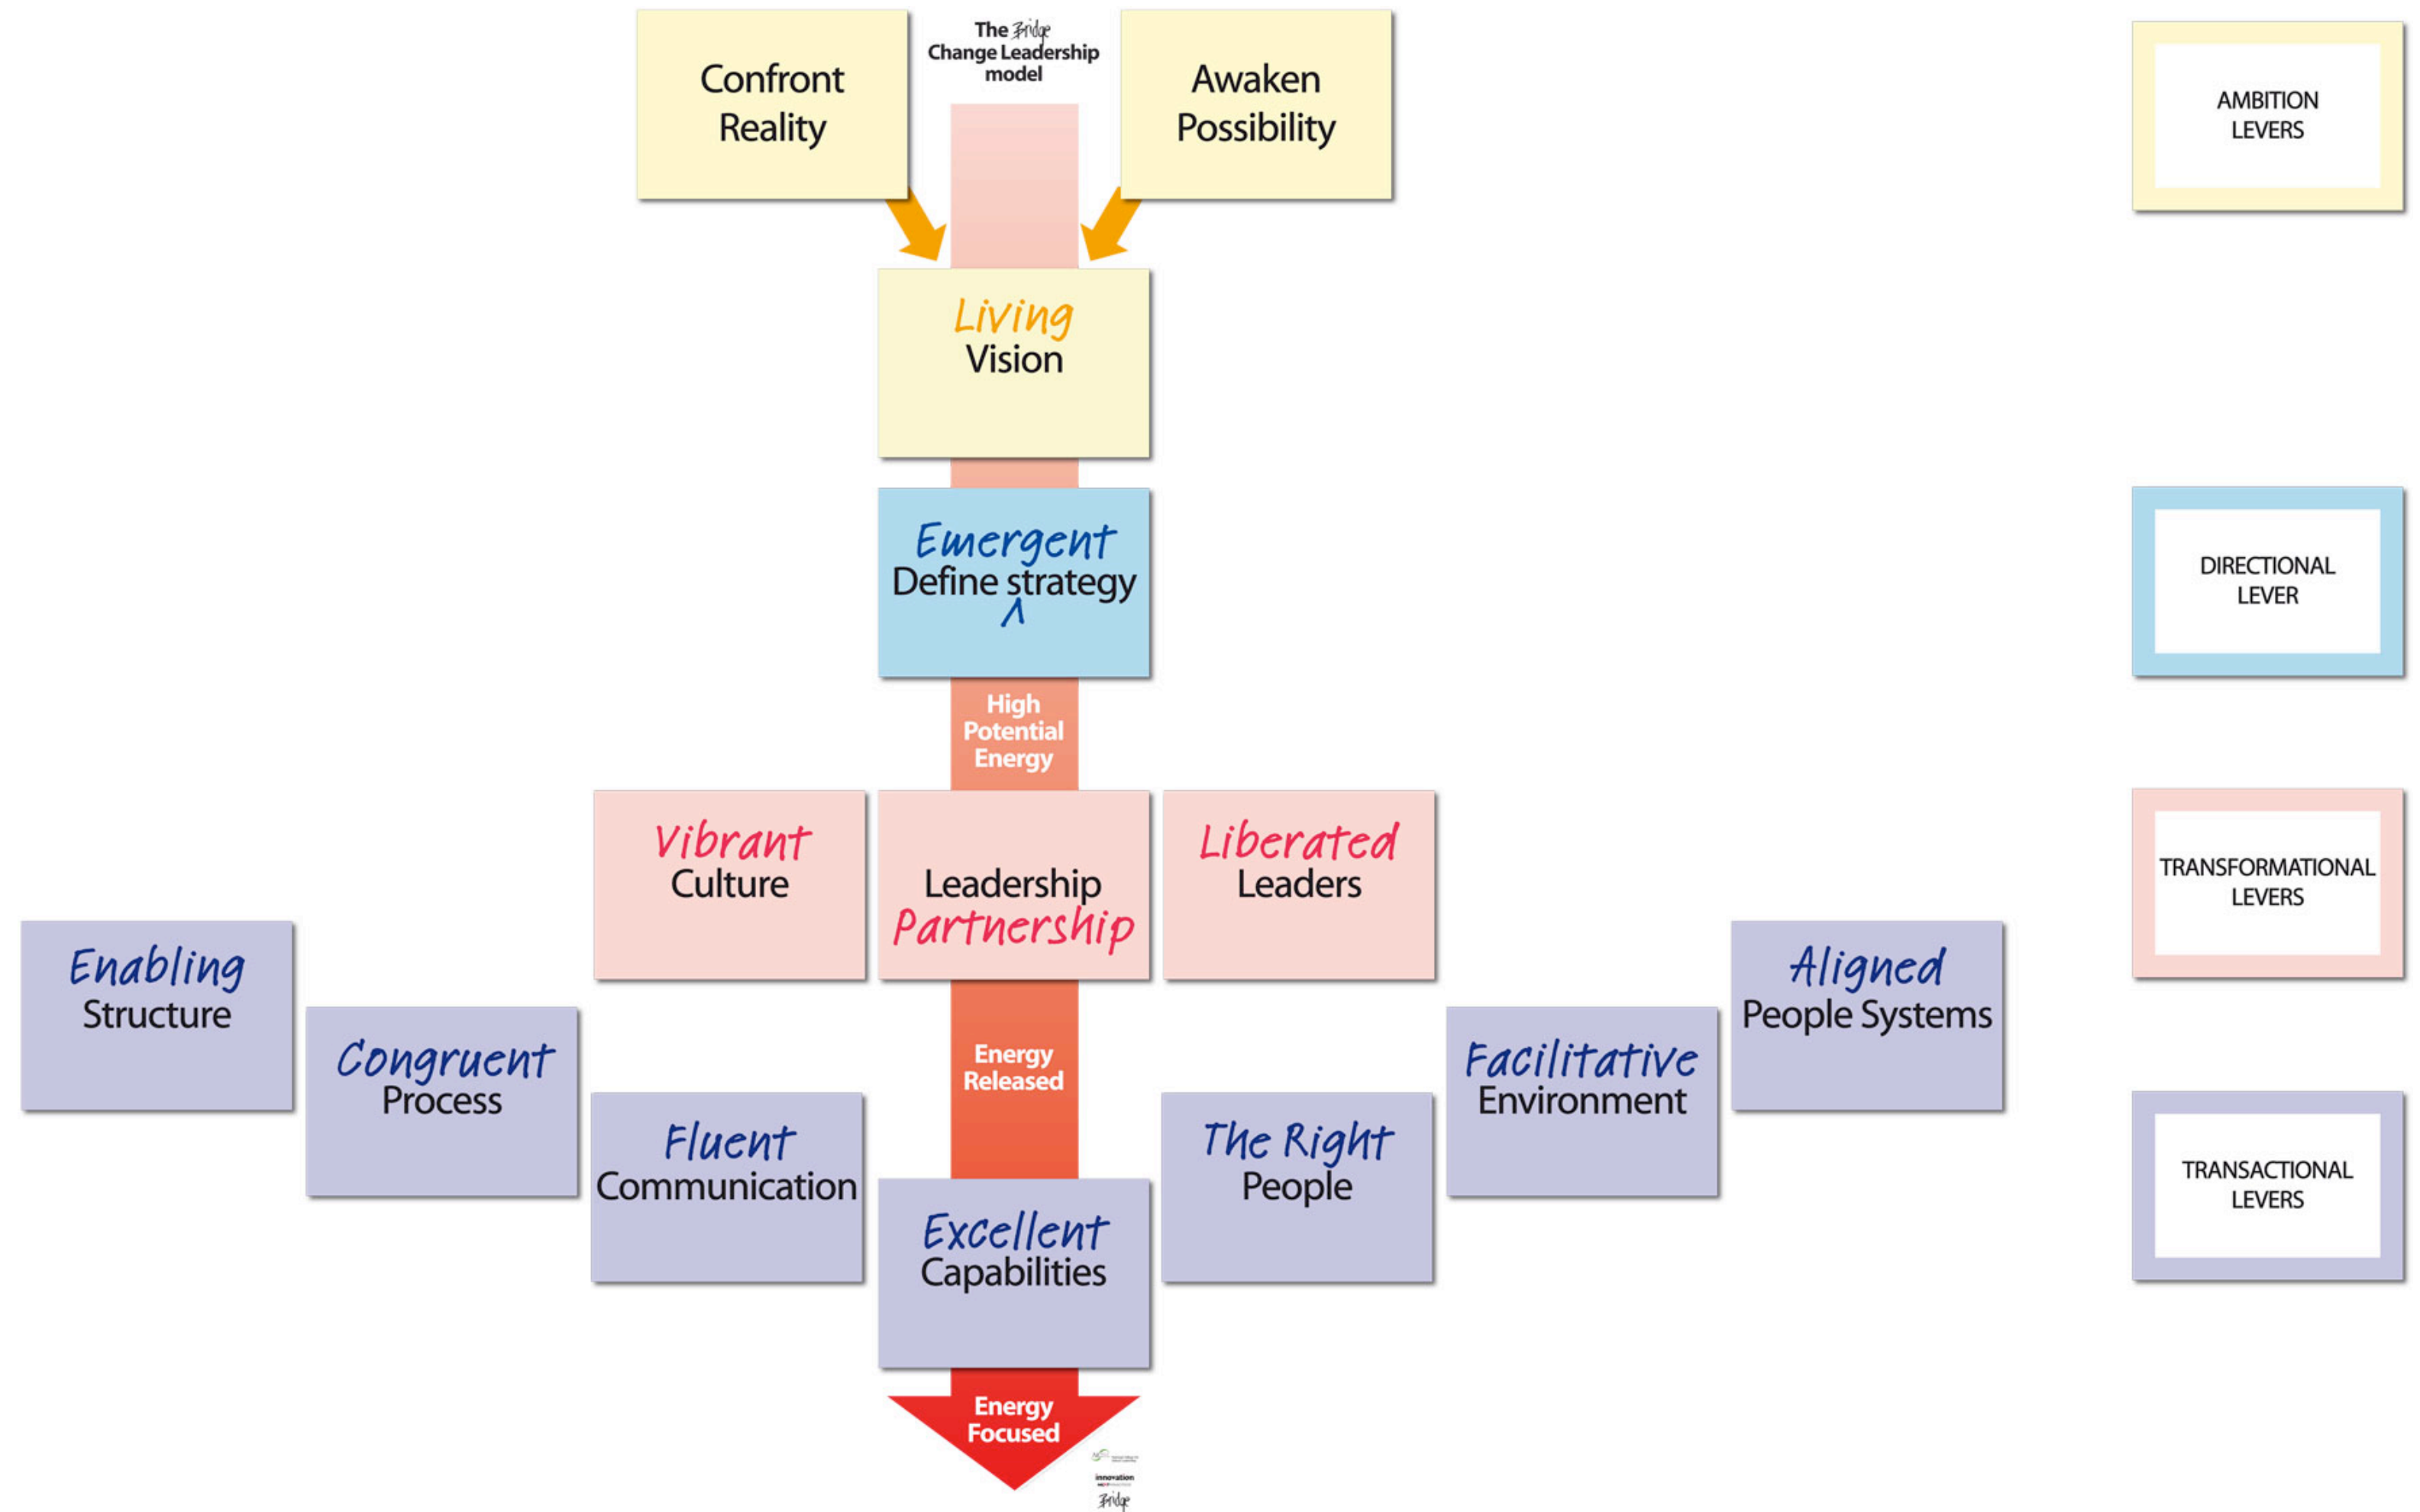 The Bridge
Change Leadership
model
Confront
Reality
Awaken
Possibility
AMBITION
LEVERS
Living
Vision
Emergent
Define strategy
DIRECTIONAL
LEVER
High
Potential
Energy
Vibrant
Culture
Leadership
Partnership
Liberated
Leaders
TRANSFORMATIONAL
LEVERS
Enabling
Structure
Congruent
Process
Fluent
Communication
Energy
Released
Excellent
Capabilities
The Right
People
Facilitative
Environment
Aligned
People Systems
TRANSACTIONAL
LEVERS
Energy
Focused
innovation
Bridge